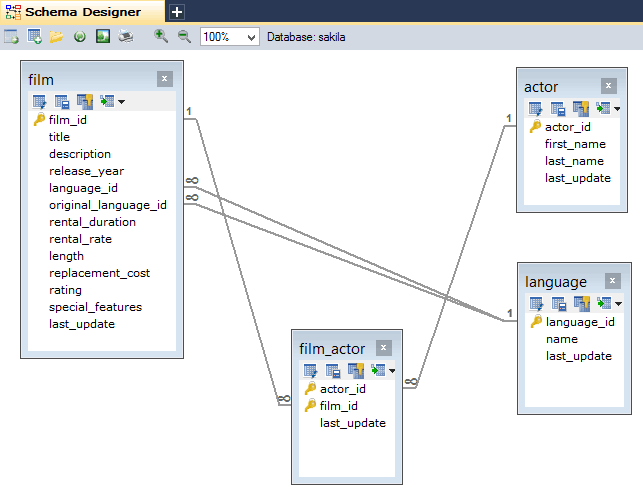 Schema Designer
100% Database: sakila
film
film_id
title
description
release_year
language_id
original_language_id
rental_duration
rental_rate
length
replacement_cost
rating
special_features
last_update
1
∞
∞
actor
actor_id
first_name
last_name
last_update
1
language
language_id
name
last_update
1
film_actor
actor_id
film_id
last_update
∞
∞